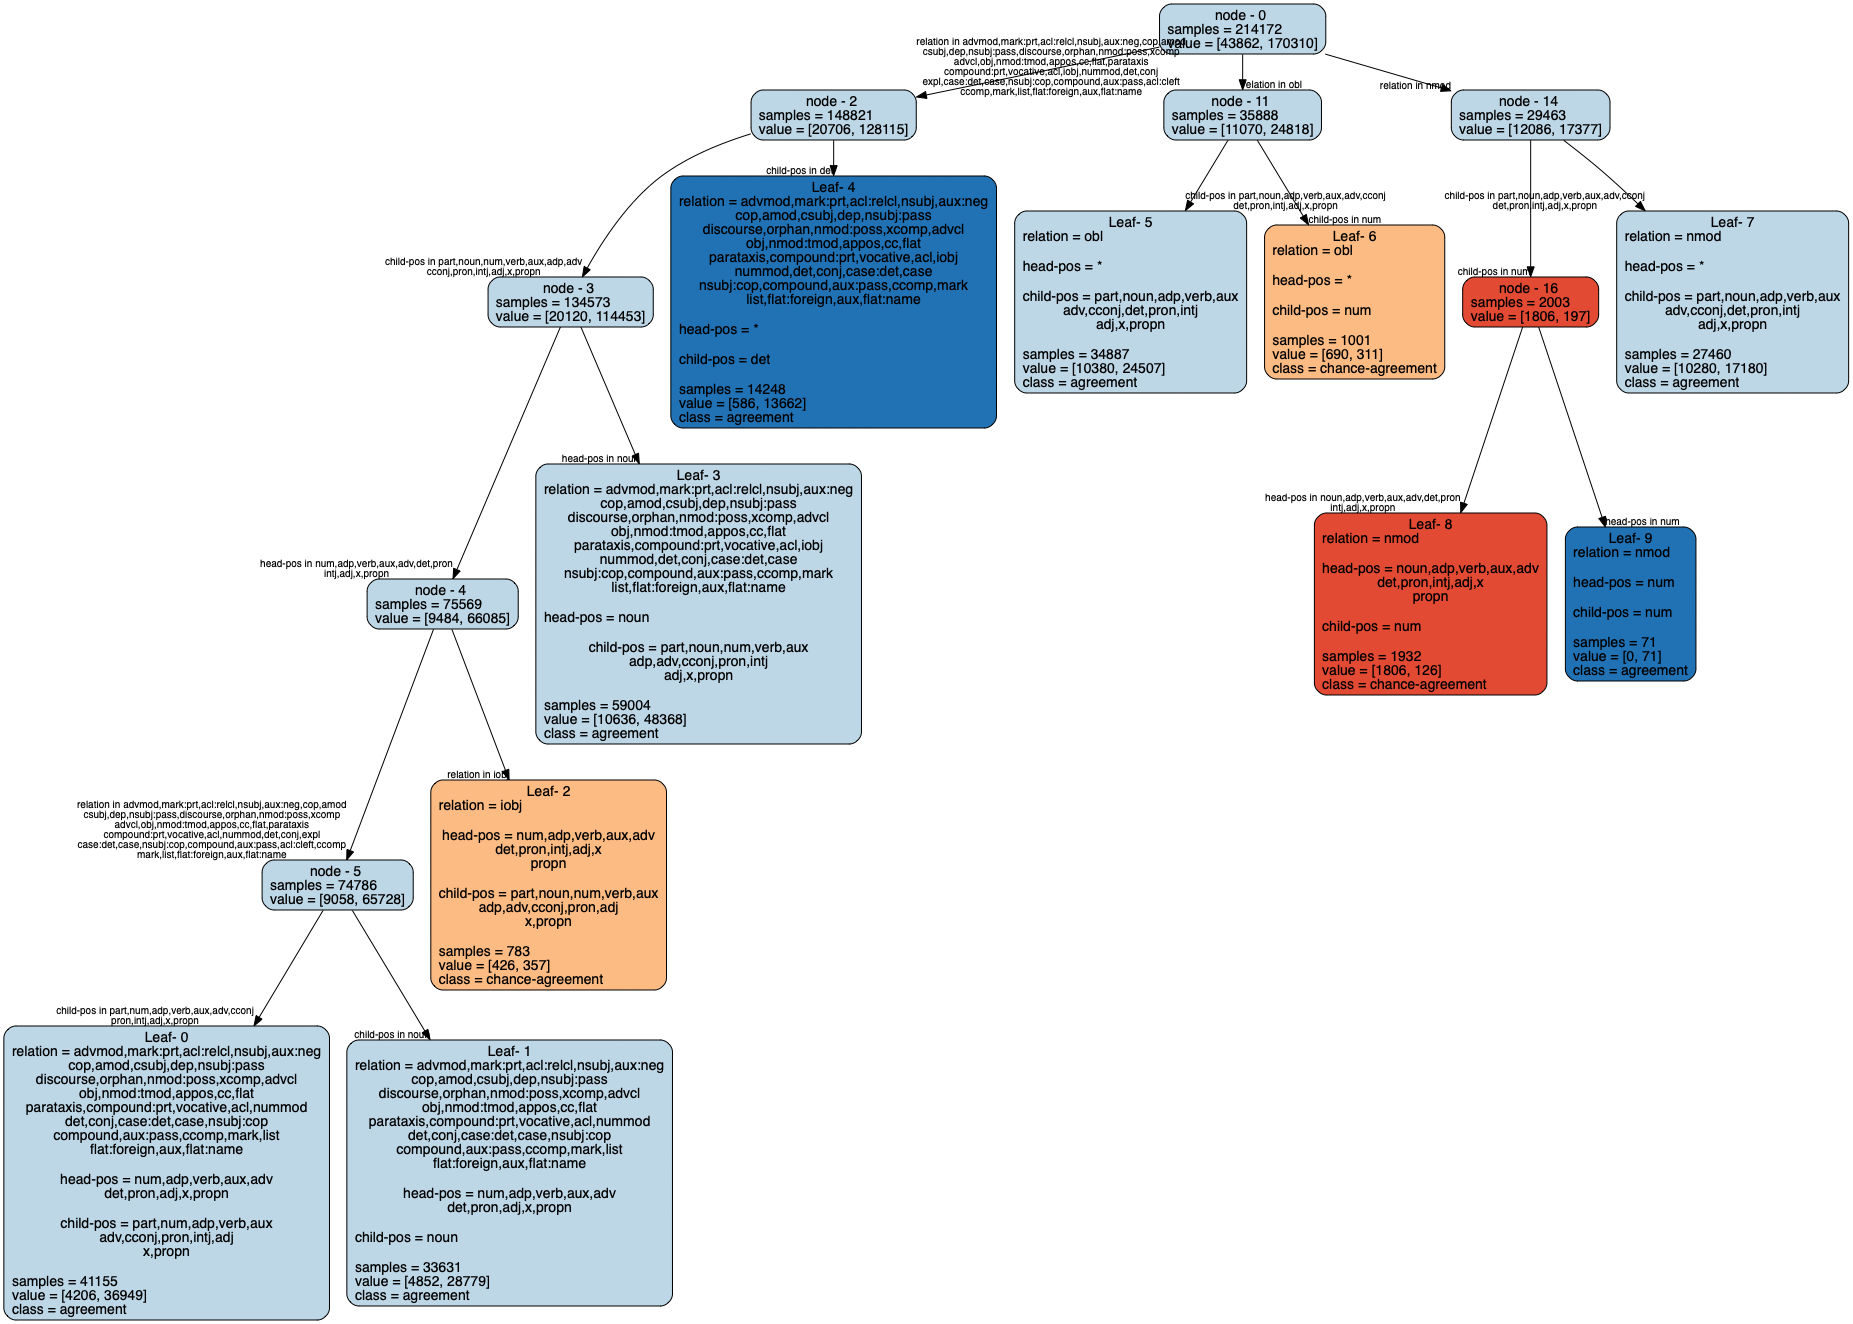 node - 0
samples = 214172
value = [43862, 170310]
relation in advmod,mark:prt,acl:relcl,nsubj,aux:neg,cop,amod
csubj,dep,nsubj:pass,discourse,orphan,nmod:poss,xcomp
advcl,obj,nmod:tmod,appos,cc,flat,parataxis
compound:prt,vocative,acl,iobj,nummod,det,conj
expl,case:det,case,nsubj:cop,compound,aux:pass,acl:cleft
ccomp,mark,list,flat:foreign,aux,flat:name
relation in obl
relation in nmod
node - 2
samples = 148821
value = [20706, 128115]
node - 11
samples = 35888
value = [11070, 24818]
node - 14
samples = 29463
value = [12086, 17377]
child-pos in det
Leaf- 4
relation = advmod,mark:prt,acl:relcl,nsubj,aux:neg
cop,amod,csubj,dep,nsubj:pass
discourse,orphan,nmod:poss,xcomp,advcl
obj,nmod:tmod,appos,cc,flat
parataxis,compound:prt,vocative,acl,iobj
nummod,det,conj,case:det,case
nsubj:cop,compound,aux:pass,ccomp,mark
list,flat:foreign,aux,flat:name
head-pos = *
child-pos = det
samples = 14248
value = [586, 13662]
class = agreement
child-pos in part,noun,adp,verb,aux,adv,cconj
det,pron,intj,adj,x,propn
Leaf- 5
relation = obl
head-pos = *
child-pos = part,noun,adp,verb,aux
adv,cconj,det,pron,intj
adj,x,propn
samples = 34887
value = [10380, 24507]
class = agreement
child-pos in num
Leaf- 6
relation = obl
head-pos = *
child-pos = num
samples = 1001
value = [690, 311]
class = chance-agreement
child-pos in part,noun,adp,verb,aux,adv,cconj
det,pron,intj,adj,x,propn
Leaf- 7
relation = nmod
head-pos = *
child-pos = part,noun,adp,verb,aux
adv,cconj,det,pron,intj
adj,x,propn
samples = 27460
value = [10280, 17180]
class = agreement
child-pos in num
node - 16
samples = 2003
value = [1806, 197]
child-pos in part,noun,num,verb,aux,adp,adv
cconj,pron,intj,adj,x,propn
node - 3
samples = 134573
value = [20120, 114453]
head-pos in noun
Leaf- 3
relation = advmod,mark:prt,acl:relcl,nsubj,aux:neg
cop,amod,csubj,dep,nsubj:pass
discourse,orphan,nmod:poss,xcomp,advcl
obj,nmod:tmod,appos,cc,flat
parataxis,compound:prt,vocative,acl,iobj
nummod,det,conj,case:det,case
nsubj:cop,compound,aux:pass,ccomp,mark
list,flat:foreign,aux,flat:name
head-pos = noun
child-pos = part,noun,num,verb,aux
adp,adv,cconj,pron,intj
adj,x,propn
samples = 59004
value = [10636, 48368]
class = agreement
head-pos in noun,adp,verb,aux,adv,det,pron
intj,adj,x,propn
Leaf- 8
relation = nmod
head-pos = noun,adp,verb,aux,adv
det,pron,intj,adj,x
propn
child-pos = num
samples = 1932
value = [1806, 126]
class = chance-agreement
head-pos in num
Leaf- 9
relation = nmod
head-pos = num
child-pos = num
samples = 71
value = [0, 71]
class = agreement
head-pos in num,adp,verb,aux,adv,det,pron
intj,adj,x,propn
node - 4
samples = 75569
value = [9484, 66085]
relation in iobj
Leaf- 2
relation = iobj
head-pos = num,adp,verb,aux,adv
det,pron,intj,adj,x
propn
child-pos = part,noun,num,verb,aux
adp,adv,cconj,pron,adj
x,propn
samples = 783
value = [426, 357]
class = chance-agreement
relation in advmod,mark:prt,acl:relcl,nsubj,aux:neg,cop,amod
csubj,dep,nsubj:pass,discourse,orphan,nmod:poss,xcomp
advcl,obj,nmod:tmod,appos,cc,flat,parataxis
compound:prt,vocative,acl,nummod,det,conj,expl
case:det,case,nsubj:cop,compound,aux:pass,acl:cleft,ccomp
mark,list,flat:foreign,aux,flat:name
node - 5
samples = 74786
value = [9058, 65728]
child-pos in part,num,adp,verb,aux,adv,cconj
pron,intj,adj,x,propn
Leaf- 0
relation = advmod,mark:prt,acl:relcl,nsubj,aux:neg
cop,amod,csubj,dep,nsubj:pass
discourse,orphan,nmod:poss,xcomp,advcl
obj,nmod:tmod,appos,cc,flat
parataxis,compound:prt,vocative,acl,nummod
det,conj,case:det,case,nsubj:cop
compound,aux:pass,ccomp,mark,list
flat:foreign,aux,flat:name
head-pos = num,adp,verb,aux,adv
det,pron,adj,x,propn
child-pos = part,num,adp,verb,aux
adv,cconj,pron,intj,adj
x,propn
samples = 41155
value = [4206, 36949]
class = agreement
child-pos in noun
Leaf- 1
relation = advmod,mark:prt,acl:relcl,nsubj,aux:neg
cop,amod,csubj,dep,nsubj:pass
discourse,orphan,nmod:poss,xcomp,advcl
obj,nmod:tmod,appos,cc,flat
parataxis,compound:prt,vocative,acl,nummod
det,conj,case:det,case,nsubj:cop
compound,aux:pass,ccomp,mark,list
flat:foreign,aux,flat:name
head-pos = num,adp,verb,aux,adv
det,pron,adj,x,propn
child-pos = noun
samples = 33631
value = [4852, 28779]
class = agreement